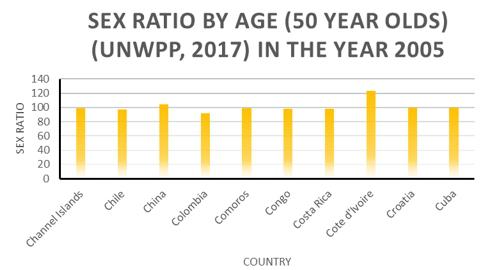 SEX RATIO BY AGE (50 YEAR OLDS)
(UNWPP, 2017) IN THE YEAR 2005
140
120
100
80
60
40
20
0
SEX RATIO
Channel Islands
Chile
China
Colombia
Comoros
Congo
Costa Rica
Cote d'Ivoire
Croatia
Cuba
COUNTRY